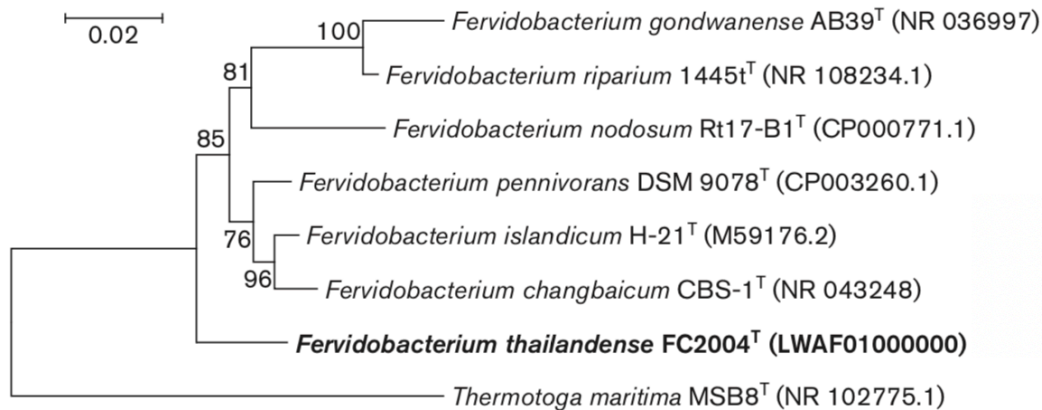 0.02
Fervidobacterium gondwanense AB39ᵀ (NR 036997)
100
Fervidobacterium riparium 1445tᵀ (NR 108234.1)
81
Fervidobacterium nodosum Rt17-B1ᵀ (CP000771.1)
85
Fervidobacterium pennivorans DSM 9078ᵀ (CP003260.1)
76
Fervidobacterium islandicum H-21ᵀ (M59176.2)
96
Fervidobacterium changbaicum CBS-1ᵀ (NR 043248)
Fervidobacterium thailandense FC2004ᵀ (LWAF01000000)
Thermotoga maritima MSB8ᵀ (NR 102775.1)